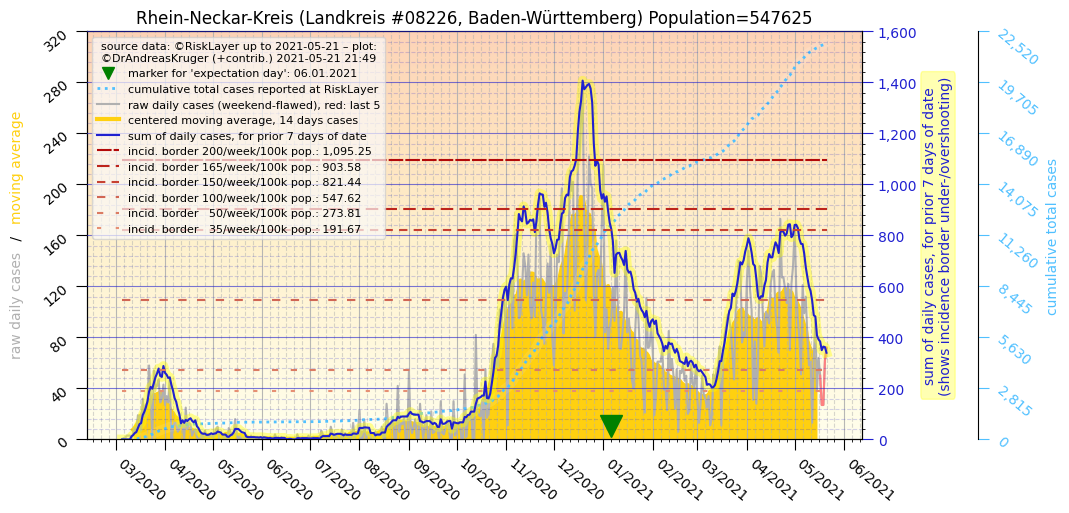 Rhein-Neckar-Kreis (Landkreis #08226, Baden-Württemberg) Population=547625
source data: ©RiskLayer up to 2021-05-21 – plot:
©DrAndreasKruger (+contrib.) 2021-05-21 21:49
marker for 'expectation day': 06.01.2021
cumulative total cases reported at RiskLayer
raw daily cases (weekend-flawed), red: last 5
centered moving average, 14 days cases
sum of daily cases, for prior 7 days of date
incid. border 200/week/100k pop.: 1,095.25
incid. border 165/week/100k pop.: 903.58
incid. border 150/week/100k pop.: 821.44
incid. border 100/week/100k pop.: 547.62
incid. border   50/week/100k pop.: 273.81
incid. border   35/week/100k pop.: 191.67
raw daily cases   /   moving average
320
280
240
200
160
120
80
40
0
03/2020
04/2020
05/2020
06/2020
07/2020
08/2020
09/2020
10/2020
11/2020
12/2020
01/2021
02/2021
03/2021
04/2021
05/2021
06/2021
1,600
1,400
1,200
1,000
800
600
400
200
0
sum of daily cases, for prior 7 days of date
(shows incidence border under-/overshooting)
22,520
19,705
16,890
14,075
11,260
8,445
5,630
2,815
0
cumulative total cases